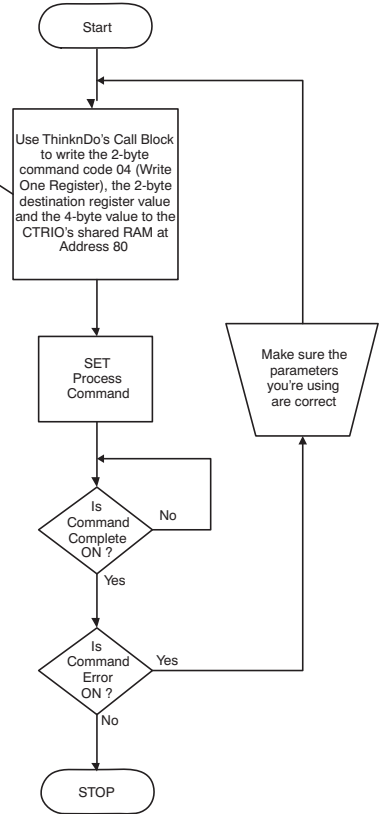 Start
Use ThinknDo's Call Block
to write the 2-byte
command code 04 (Write
One Register), the 2-byte
destination register value
and the 4-byte value to the
CTRIO's shared RAM at
Address 80
SET
Process
Command
Make sure the
parameters
you're using
are correct
Is
Command
Complete
ON ?
No
Yes
Is
Command
Error
ON ?
Yes
No
STOP